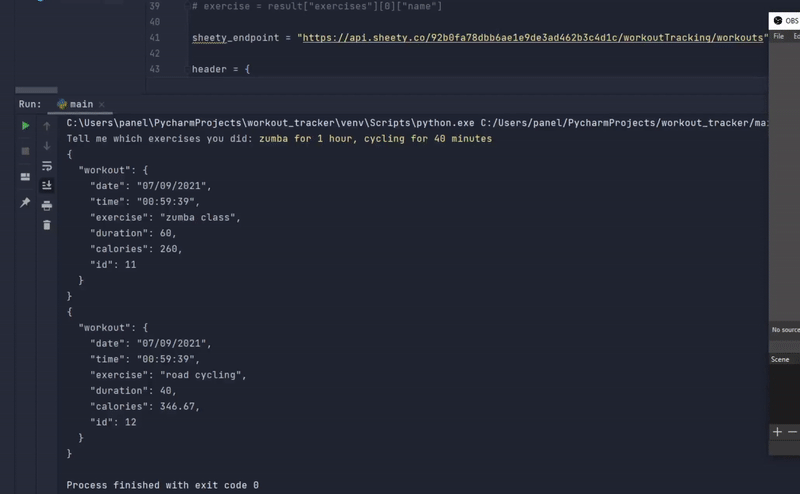 39 # exercise = result["exercises"][0]["name"]
40
41 sheety_endpoint = "https://api.sheety.co/92b0fa78dbb6ae1e9de3ad462b3c4d1c/workoutTracking/workouts"
42
43 header = {
OBS
File
Run: main
C:\Users\panel\PycharmProjects\workout_tracker\venv\Scripts\python.exe C:/Users/panel/PycharmProjects/workout_tracker/mai
Tell me which exercises you did: zumba for 1 hour, cycling for 40 minutes
{
"workout": {
"date": "07/09/2021",
"time": "00:59:39",
"exercise": "zumba class",
"duration": 60,
"calories": 260,
"id": 11
}
}
{
"workout": {
"date": "07/09/2021",
"time": "00:59:39",
"exercise": "road cycling",
"duration": 40,
"calories": 346.67,
"id": 12
}
}
Process finished with exit code 0
No source
Scene